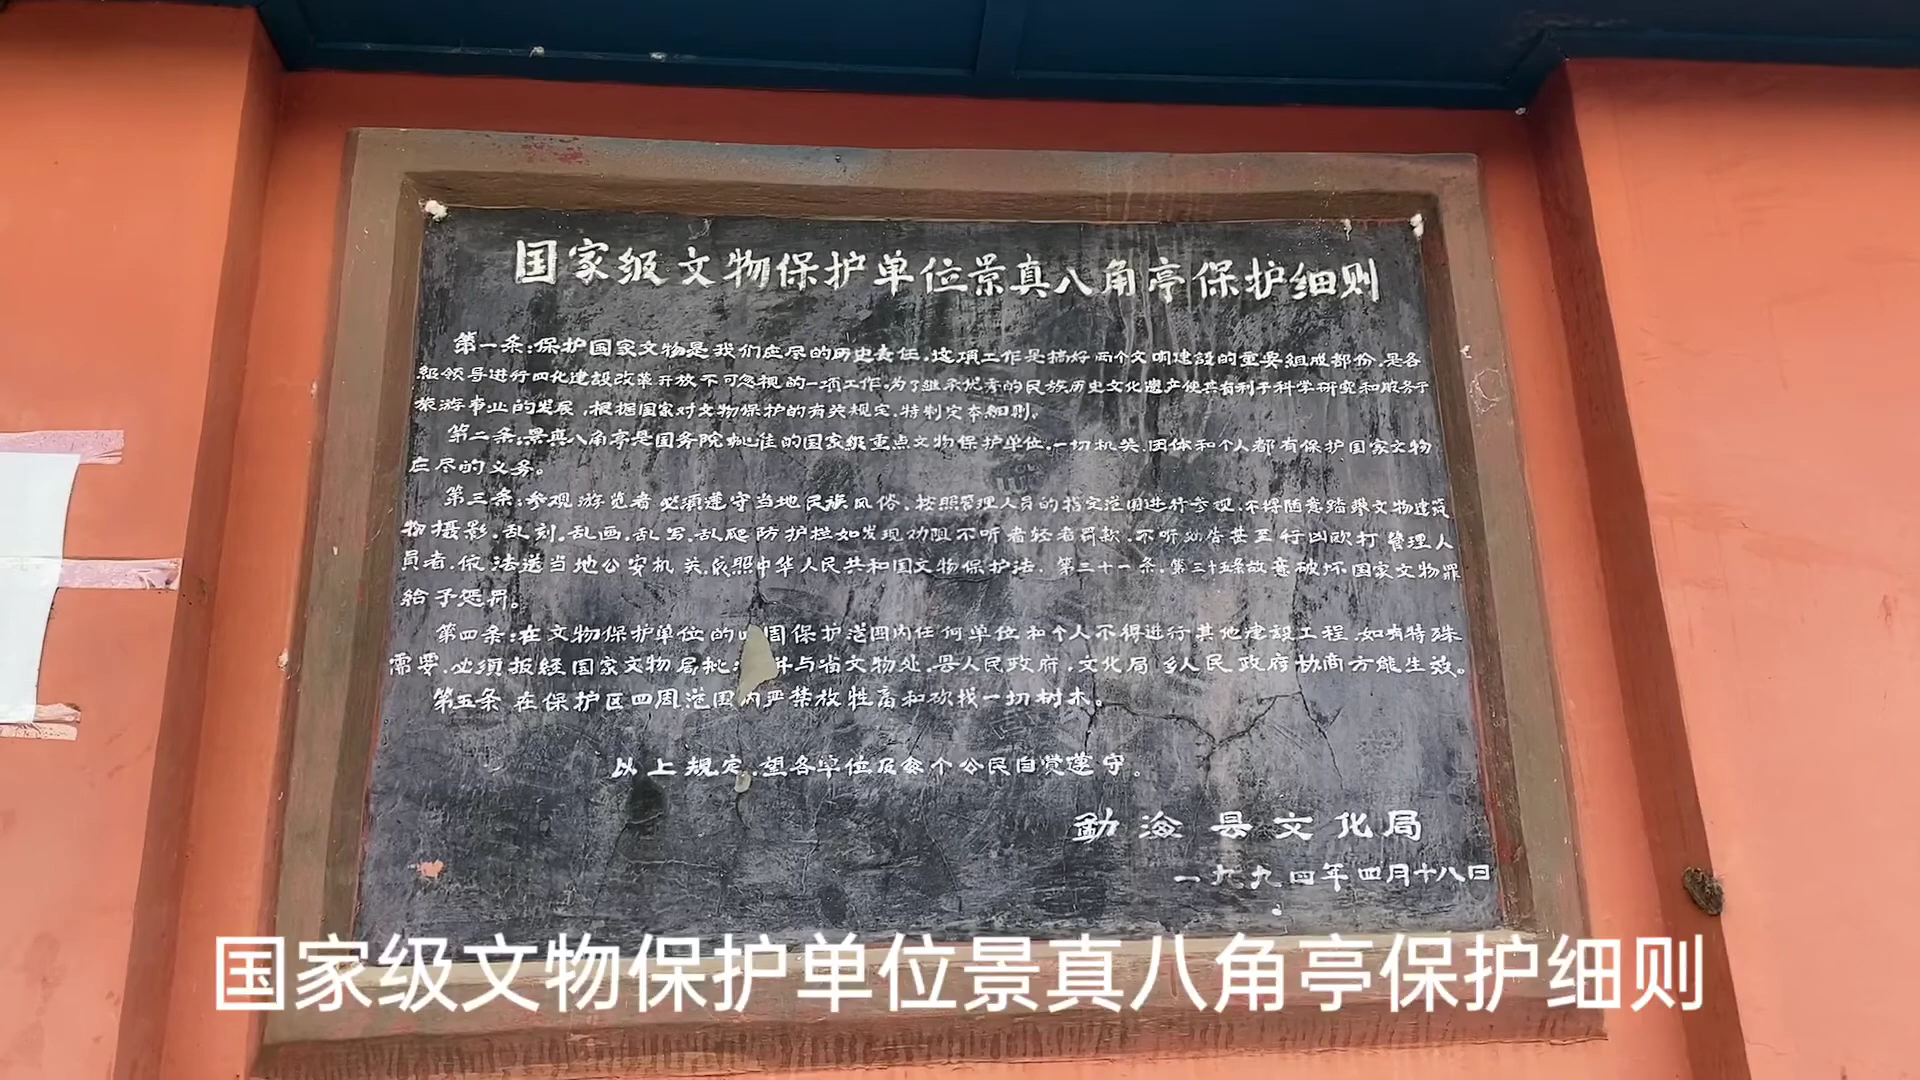 国家级文物保护单位景真八角亭保护细则
第一条:保护国家文物是我们应尽的历史责任.这项工作是搞好两个文明建设的重要组成部份.是各
级领导进行四化建設改革开放不可忽视的一项工作.为了继承优秀的民族历史文化遗产使其有利于科学研究和服务于
旅游事业的发展,根据国家对文物保护的有关规定.特制定本细则。
第二条:景真八角亭是国务院批准的国家级重点文物保护单位.一切机关.团体和个人都有保护国家文物
应尽的义务。
第三条:参观游览者必须遵守当地民族风俗.按照管理人员的指定范围进行参观.不得随意踏攀文物建筑
物摄影.乱刻.乱画.乱写.乱爬防护拦如发现劝阻不听者轻者罚款.不听劝告甚至行凶欧打管理人
员者.依法送当地公安机关.依照中华人民共和国文物保护法.第三十一条.第三十五条故意破坏国家文物罪
给予惩罚。
第四条:在文物保护单位的 周保护范囲内任何单位和个人不得进行其他建設工程.如有特殊
需要.必须报经国家文物局批 并与省文物处.县人民政府.文化局乡人民政府协商方能生效。
第五条 在保护区四周范围内严禁放牲畜和砍找一切树木。
以上规定.望各单位及每个公民自觉遵守。
勐海县文化局
一九九四年四月十八日
国家级文物保护单位景真八角亭保护细则